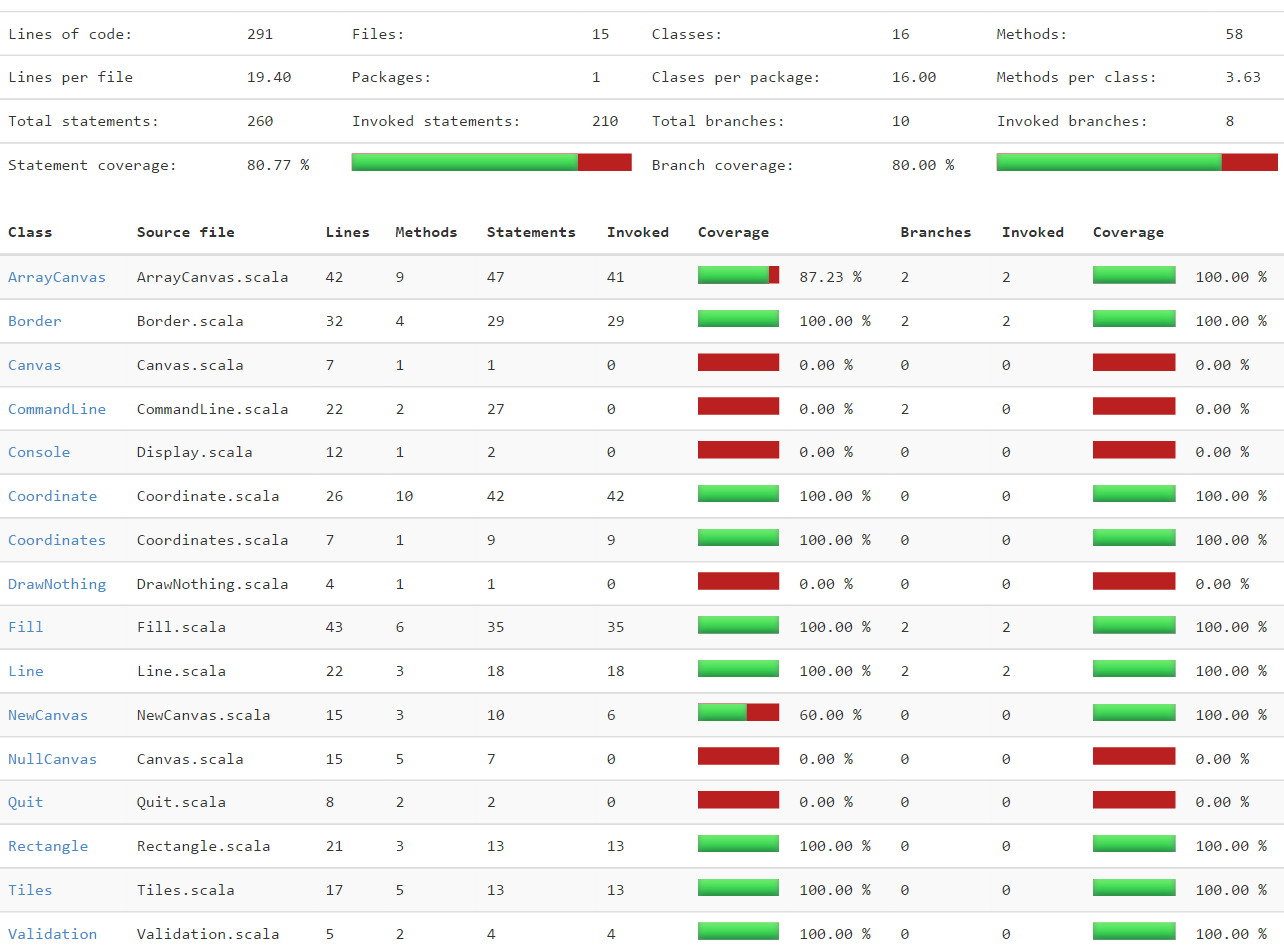 Lines of code: 291 Files: 15 Classes: 16 Methods: 58
Lines per file 19.40 Packages: 1 Clases per package: 16.00 Methods per class: 3.63
Total statements: 260 Invoked statements: 210 Total branches: 10 Invoked branches: 8
Statement coverage: 80.77 % Branch coverage: 80.00 %
Class Source file Lines Methods Statements Invoked Coverage Branches Invoked Coverage
ArrayCanvas ArrayCanvas.scala 42 9 47 41 87.23 % 2 2 100.00 %
Border Border.scala 32 4 29 29 100.00 % 2 2 100.00 %
Canvas Canvas.scala 7 1 1 0 0.00 % 0 0 0.00 %
CommandLine CommandLine.scala 22 2 27 0 0.00 % 2 0 0.00 %
Console Display.scala 12 1 2 0 0.00 % 0 0 0.00 %
Coordinate Coordinate.scala 26 10 42 42 100.00 % 0 0 100.00 %
Coordinates Coordinates.scala 7 1 9 9 100.00 % 0 0 100.00 %
DrawNothing DrawNothing.scala 4 1 1 0 0.00 % 0 0 0.00 %
Fill Fill.scala 43 6 35 35 100.00 % 2 2 100.00 %
Line Line.scala 22 3 18 18 100.00 % 2 2 100.00 %
NewCanvas NewCanvas.scala 15 3 10 6 60.00 % 0 0 100.00 %
NullCanvas Canvas.scala 15 5 7 0 0.00 % 0 0 0.00 %
Quit Quit.scala 8 2 2 0 0.00 % 0 0 0.00 %
Rectangle Rectangle.scala 21 3 13 13 100.00 % 0 0 100.00 %
Tiles Tiles.scala 17 5 13 13 100.00 % 0 0 100.00 %
Validation Validation.scala 5 2 4 4 100.00 % 0 0 100.00 %